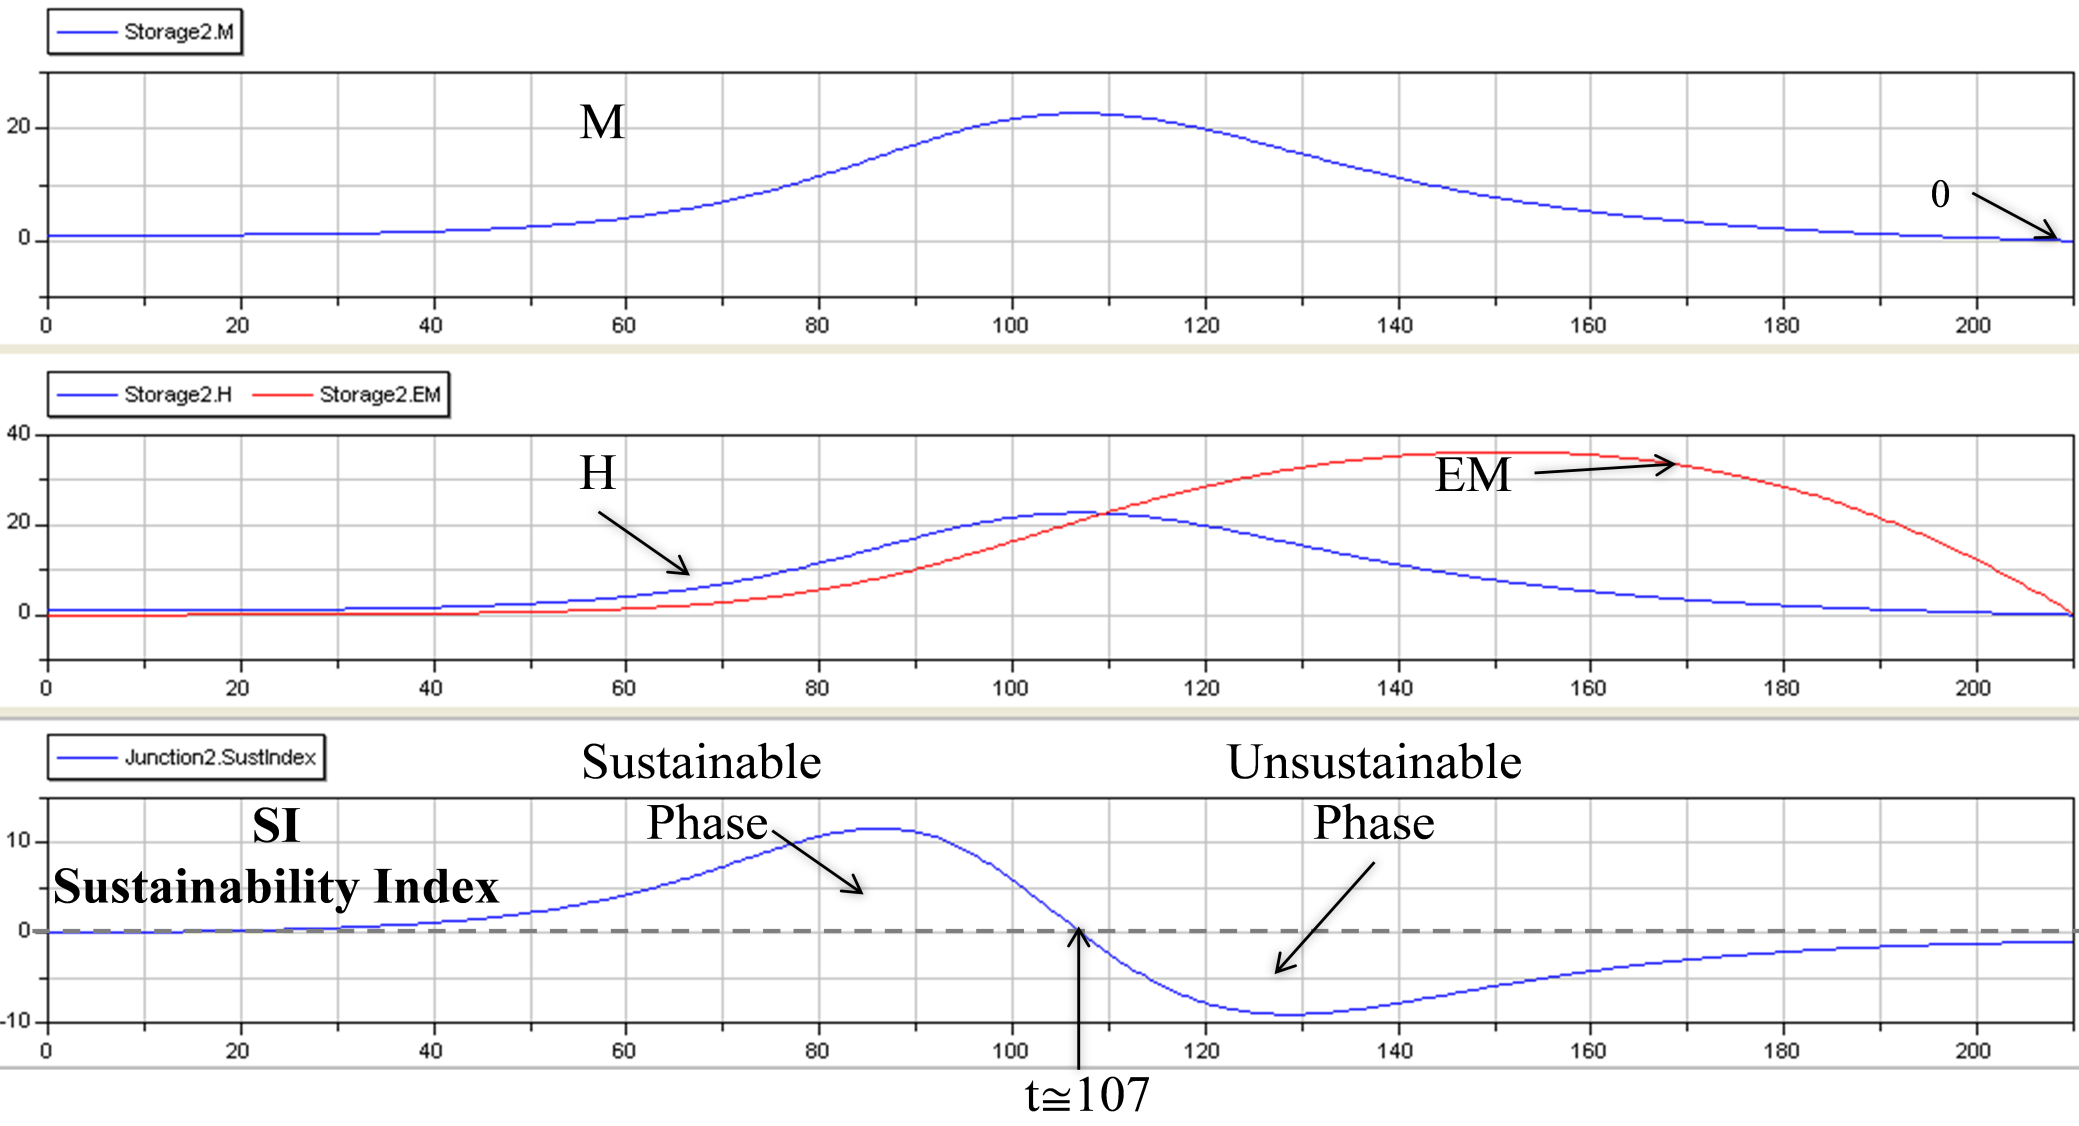 Storage2.M
M
20
0
0
0 20 40 60 80 100 120 140 160 180 200
Storage2.H Storage2.EM
40
H
EM
20
0
0 20 40 60 80 100 120 140 160 180 200
Junction2.SustIndex
Sustainable
Phase
Unsustainable
Phase
SI
Sustainability Index
10
0
-10
0 20 40 60 80 100 120 140 160 180 200
t≅107